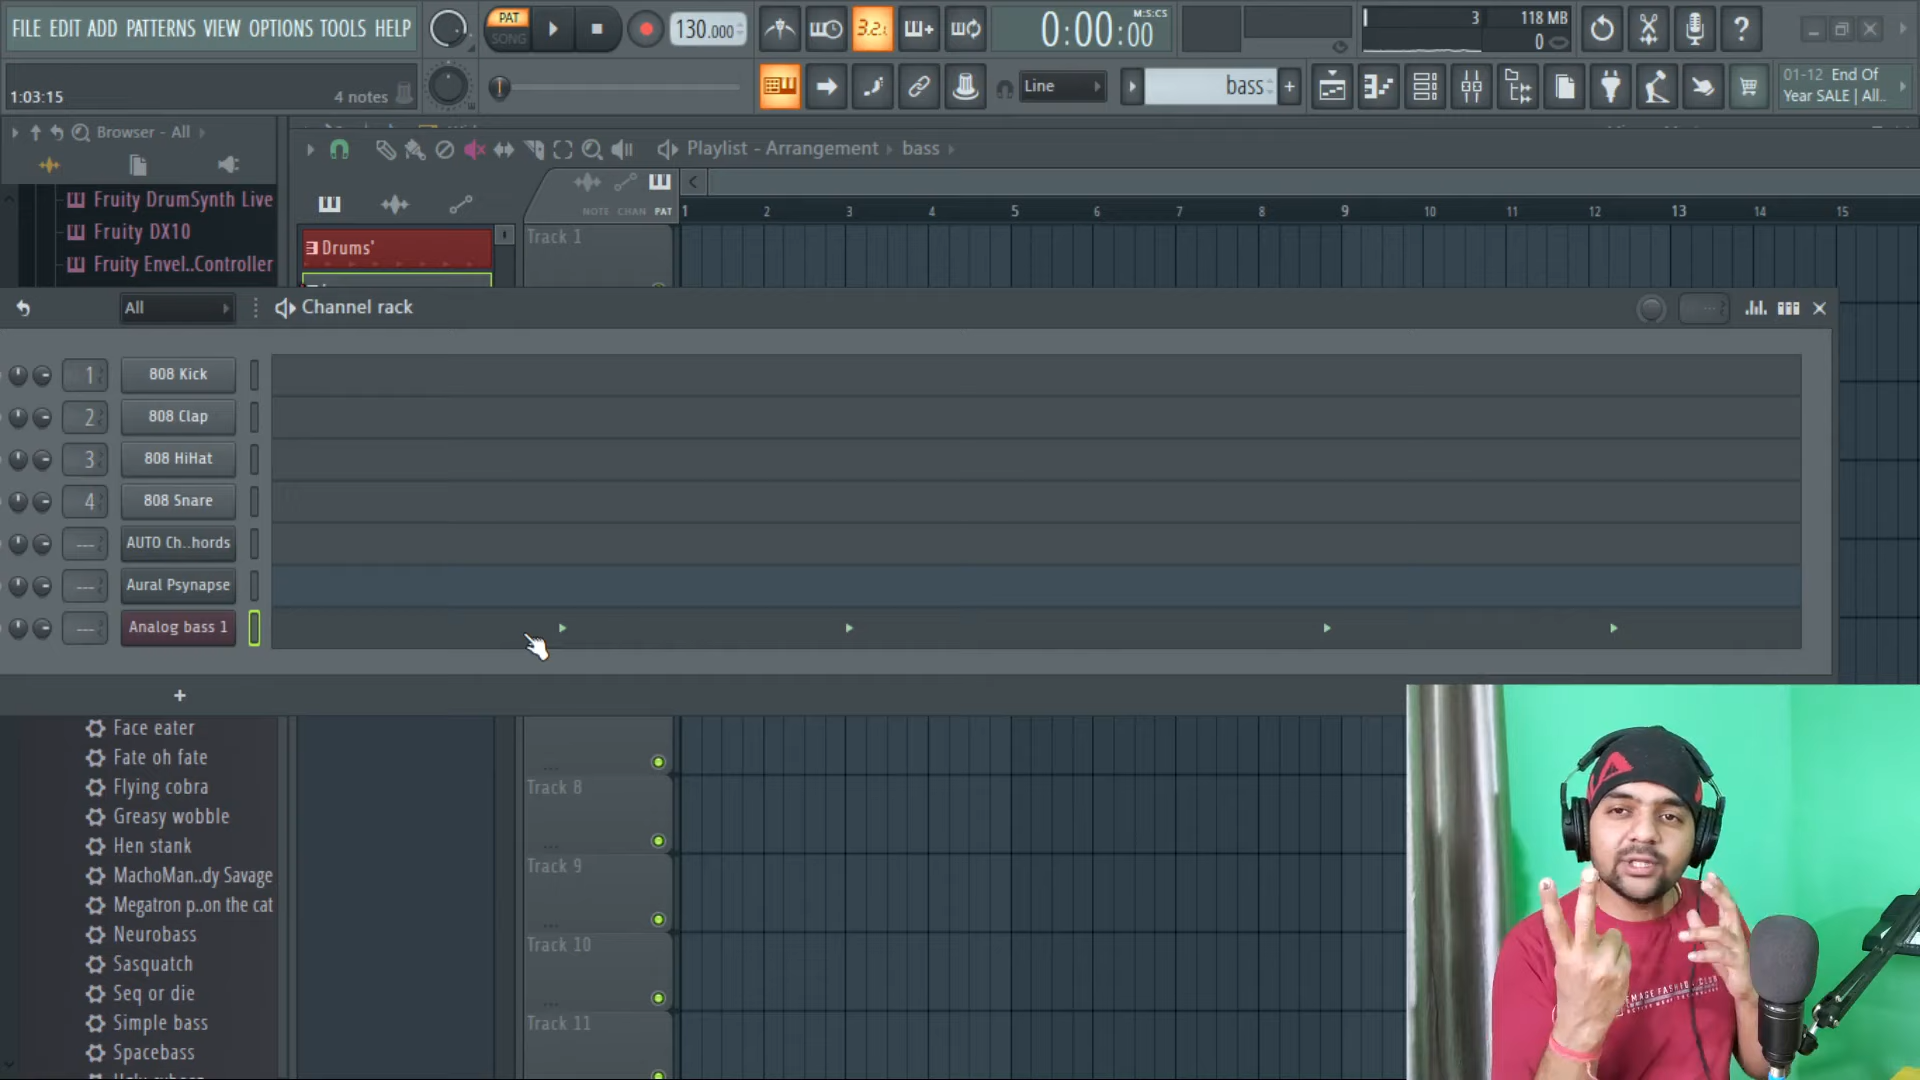 FILE EDIT ADD PATTERNS VIEW OPTIONS TOOLS HELP
PAT
SONG
130.000
3.2.
M:S:CS
0:00:00
3
118 MB
0
1:03:15
4 notes
Line
bass
01-12 End Of
Year SALE | All..
Browser - All
Playlist - Arrangement
bass
NOTE CHAN PAT
1 2 3 4 5 6 7 8 9 10 11 12 13 14 15
Fruity DrumSynth Live
Fruity DX10
Fruity Envel..Controller
Drums'
Track 1
All
Channel rack
1 808 Kick
2 808 Clap
3 808 HiHat
4 808 Snare
--- AUTO Ch..hords
--- Aural Psynapse
--- Analog bass 1
+
Face eater
Fate oh fate
Flying cobra
Greasy wobble
Hen stank
MachoMan..dy Savage
Megatron p..on the cat
Neurobass
Sasquatch
Seq or die
Simple bass
Spacebass
Track 8
Track 9
Track 10
Track 11